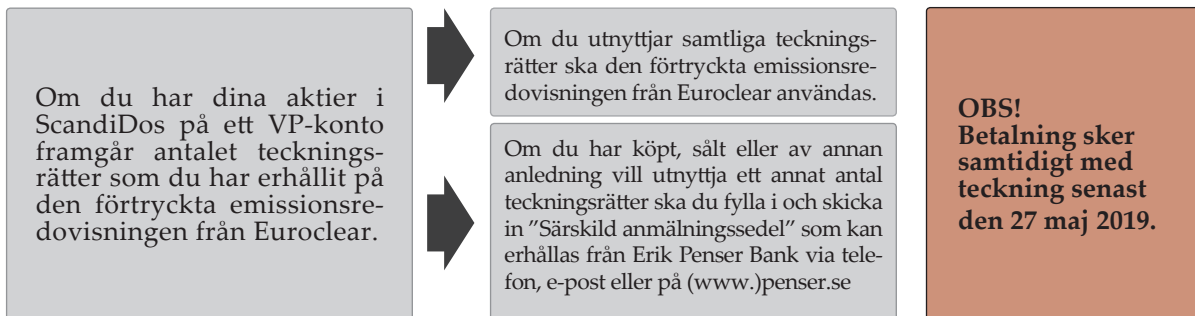 Om du har dina aktier i
ScandiDos på ett VP-konto
framgår antalet tecknings-
rätter som du har erhållit på
den förtryckta emissionsre-
dovisningen från Euroclear.
Om du utnyttjar samtliga tecknings-
rätter ska den förtryckta emissionsre-
dovisningen från Euroclear användas.
Om du har köpt, sålt eller av annan
anledning vill utnyttja ett annat antal
teckningsrätter ska du fylla i och skicka
in ”Särskild anmälningssedel” som kan
erhållas från Erik Penser Bank via tele-
fon, e-post eller på (www.)penser.se
OBS!
Betalning sker
samtidigt med
teckning senast
den 27 maj 2019.